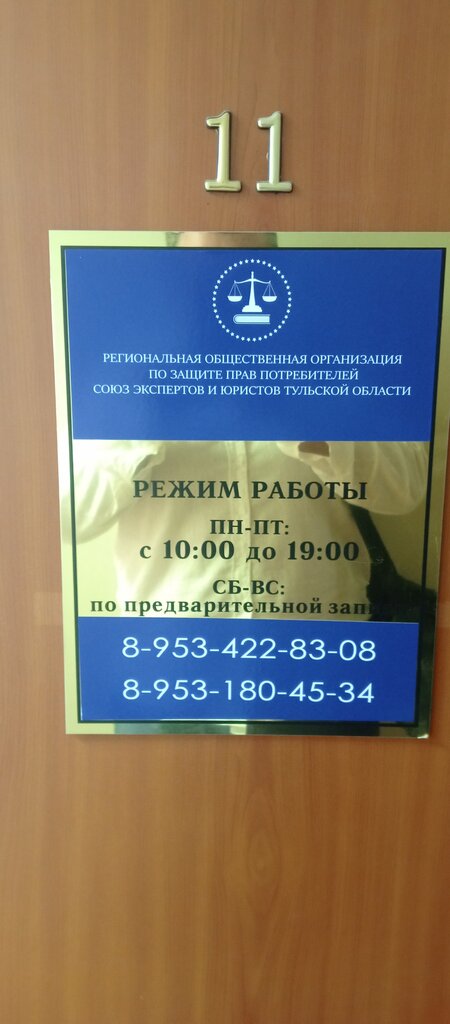 11
РЕГИОНАЛЬНАЯ ОБЩЕСТВЕННАЯ ОРГАНИЗАЦИЯ
ПО ЗАЩИТЕ ПРАВ ПОТРЕБИТЕЛЕЙ
СОЮЗ ЭКСПЕРТОВ И ЮРИСТОВ ТУЛЬСКОЙ ОБЛАСТИ
РЕЖИМ РАБОТЫ
ПН-ПТ:
с 10:00 до 19:00
СБ-ВС:
по предварительной записи
8-953-422-83-08
8-953-180-45-34